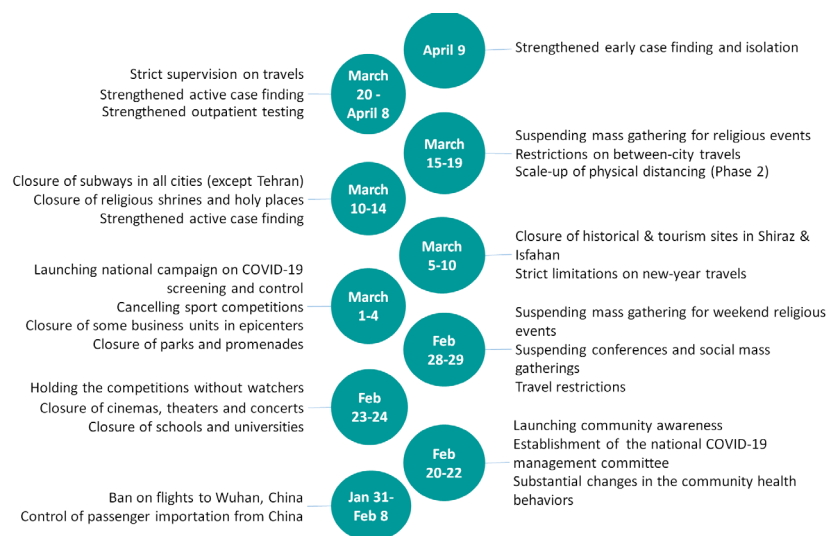 April 9
Strengthened early case finding and isolation
Strict supervision on travels
Strengthened active case finding
Strengthened outpatient testing
March
20 -
April 8
March
15-19
Suspending mass gathering for religious events
Restrictions on between-city travels
Scale-up of physical distancing (Phase 2)
Closure of subways in all cities (except Tehran)
Closure of religious shrines and holy places
Strengthened active case finding
March
10-14
March
5-10
Closure of historical & tourism sites in Shiraz &
Isfahan
Strict limitations on new-year travels
Launching national campaign on COVID-19
screening and control
Cancelling sport competitions
Closure of some business units in epicenters
Closure of parks and promenades
March
1-4
Feb
28-29
Suspending mass gathering for weekend religious
events
Suspending conferences and social mass
gatherings
Travel restrictions
Holding the competitions without watchers
Closure of cinemas, theaters and concerts
Closure of schools and universities
Feb
23-24
Feb
20-22
Launching community awareness
Establishment of the national COVID-19
management committee
Substantial changes in the community health
behaviors
Ban on flights to Wuhan, China
Control of passenger importation from China
Jan 31-
Feb 8